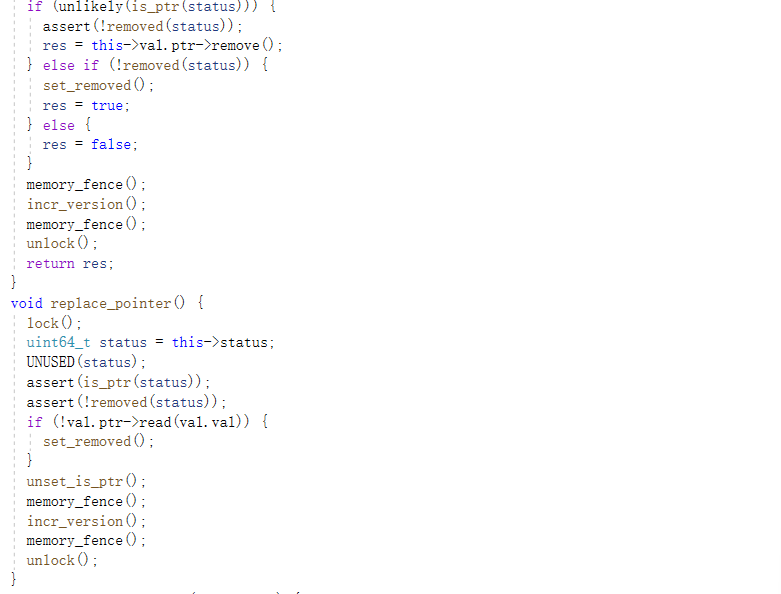 if (unlikely(is_ptr(status))) {
assert(!removed(status));
res = this->val.ptr->remove();
} else if (!removed(status)) {
set_removed();
res = true;
} else {
res = false;
}
memory_fence();
incr_version();
memory_fence();
unlock();
return res;
}
void replace_pointer() {
lock();
uint64_t status = this->status;
UNUSED(status);
assert(is_ptr(status));
assert(!removed(status));
if (!val.ptr->read(val.val)) {
set_removed();
}
unset_is_ptr();
memory_fence();
incr_version();
memory_fence();
unlock();
}